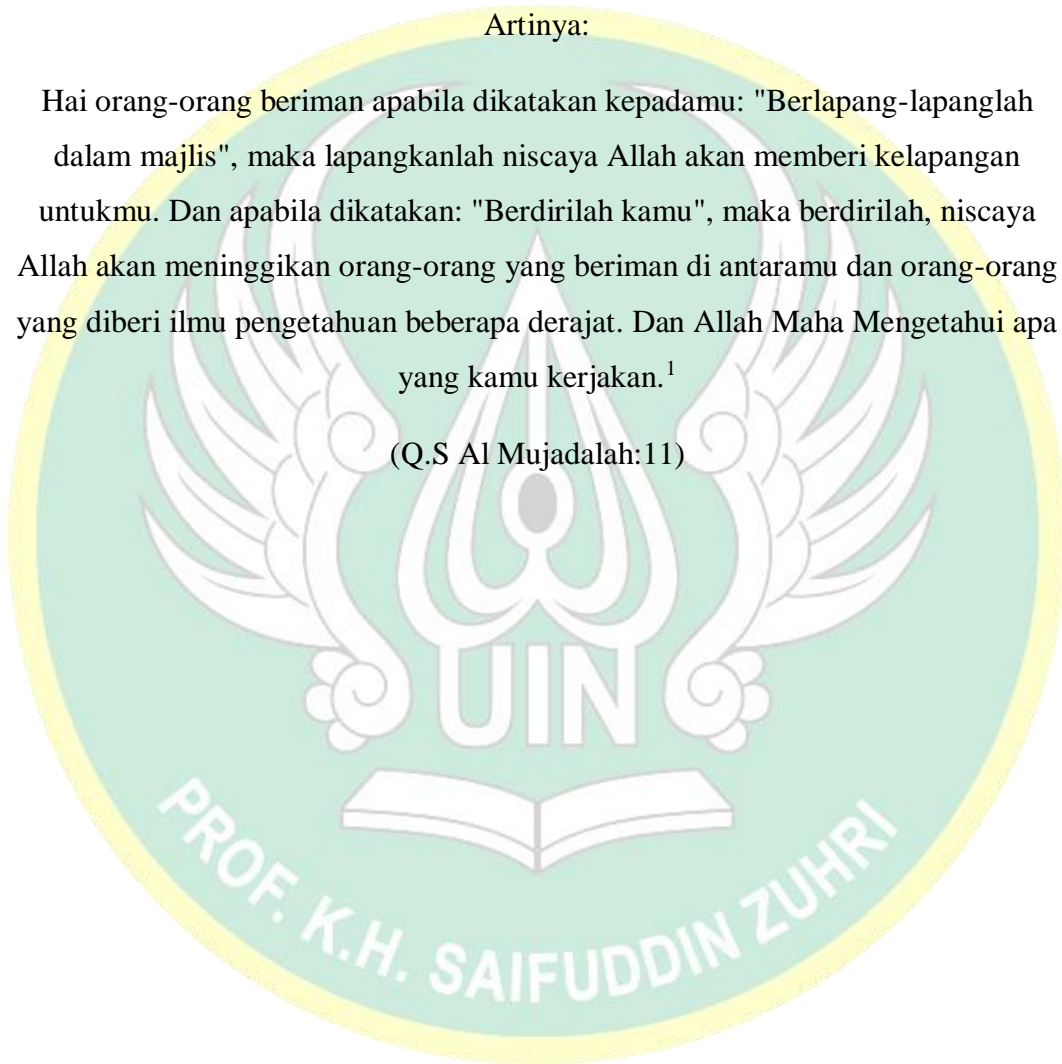 Artinya:
Hai orang-orang beriman apabila dikatakan kepadamu: "Berlapang-lapanglah
dalam majlis", maka lapangkanlah niscaya Allah akan memberi kelapangan
untukmu. Dan apabila dikatakan: "Berdirilah kamu", maka berdirilah, niscaya
Allah akan meninggikan orang-orang yang beriman di antaramu dan orang-orang
yang diberi ilmu pengetahuan beberapa derajat. Dan Allah Maha Mengetahui apa
yang kamu kerjakan.¹
(Q.S Al Mujadalah:11)
UIN
PROF. K.H. SAIFUDDIN ZUHRI